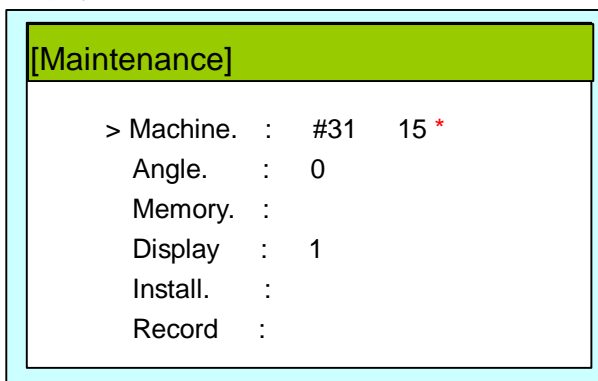 [Maintenance]
> Machine. : #31 15 *
Angle. : 0
Memory. :
Display : 1
Install. :
Record :